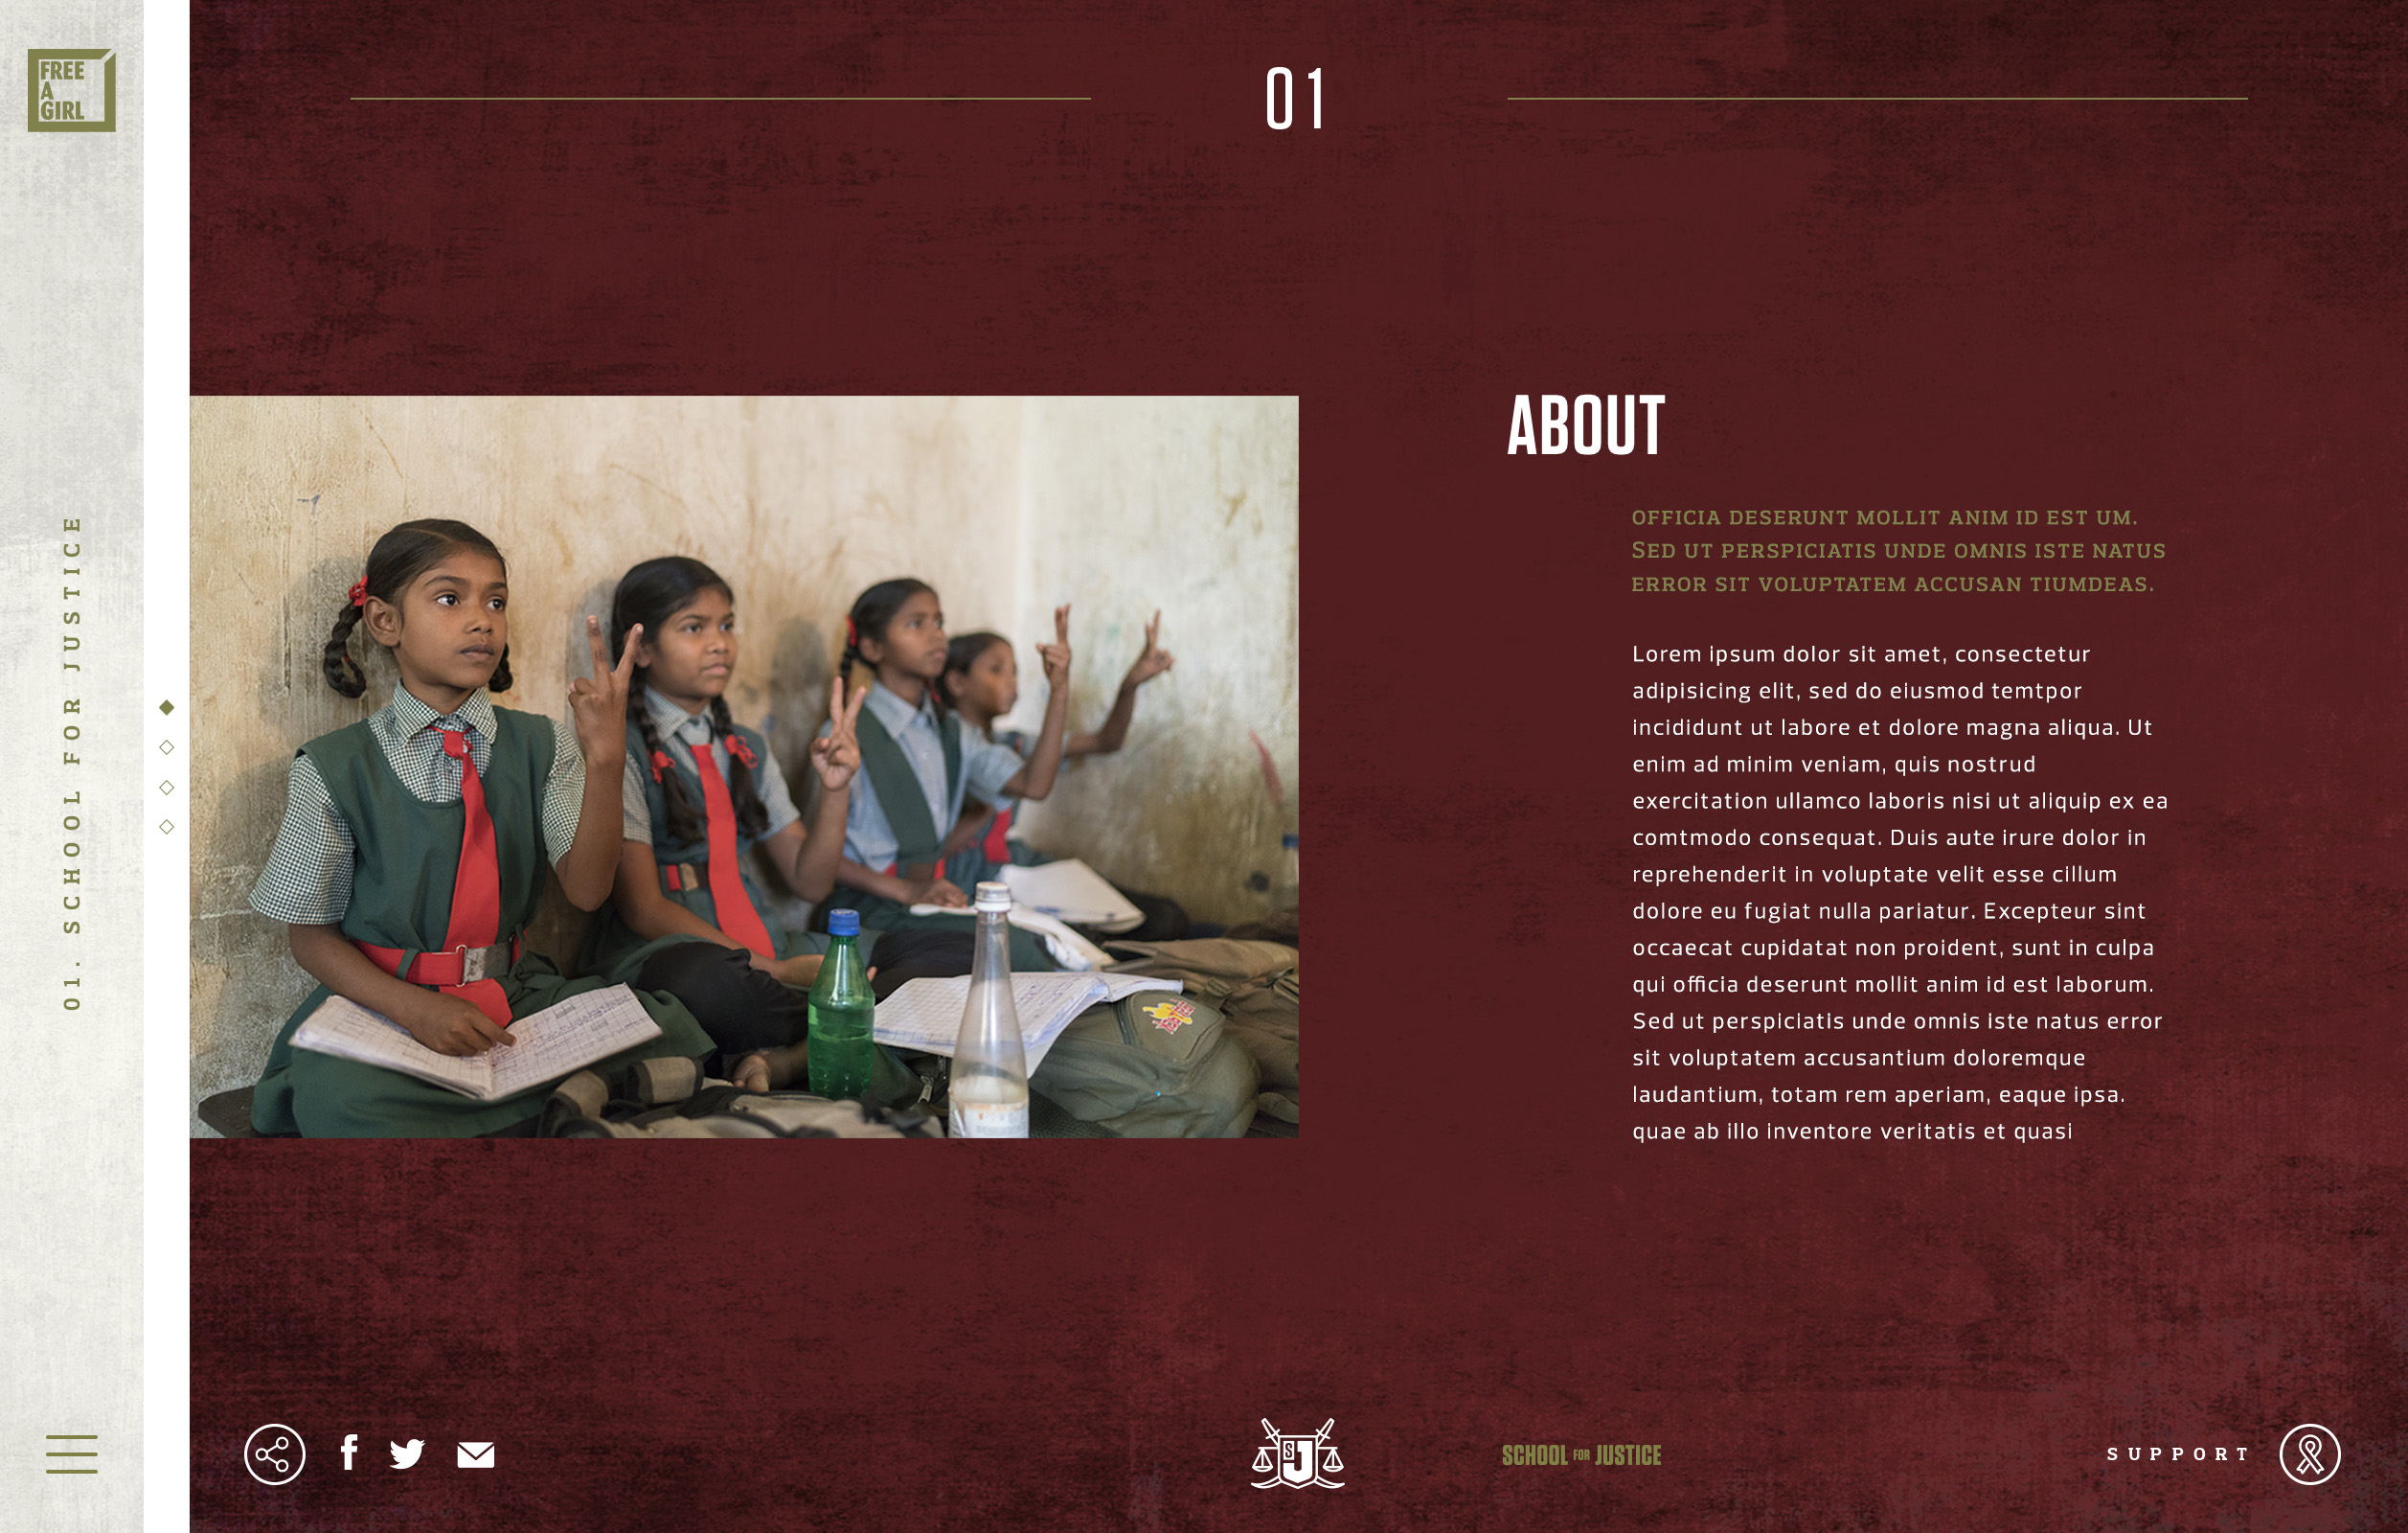 FREE
A
GIRL
01. SCHOOL FOR JUSTICE
01
ABOUT
OFFICIA DESERUNT MOLLIT ANIM ID EST UM.
SED UT PERSPICIATIS UNDE OMNIS ISTE NATUS
ERROR SIT VOLUPTATEM ACCUSAN TIUMDEAS.
Lorem ipsum dolor sit amet, consectetur
adipisicing elit, sed do eiusmod temtpor
incididunt ut labore et dolore magna aliqua. Ut
enim ad minim veniam, quis nostrud
exercitation ullamco laboris nisi ut aliquip ex ea
comtmodo consequat. Duis aute irure dolor in
reprehenderit in voluptate velit esse cillum
dolore eu fugiat nulla pariatur. Excepteur sint
occaecat cupidatat non proident, sunt in culpa
qui officia deserunt mollit anim id est laborum.
Sed ut perspiciatis unde omnis iste natus error
sit voluptatem accusantium doloremque
laudantium, totam rem aperiam, eaque ipsa.
quae ab illo inventore veritatis et quasi
SJ
SCHOOL FOR JUSTICE
SUPPORT